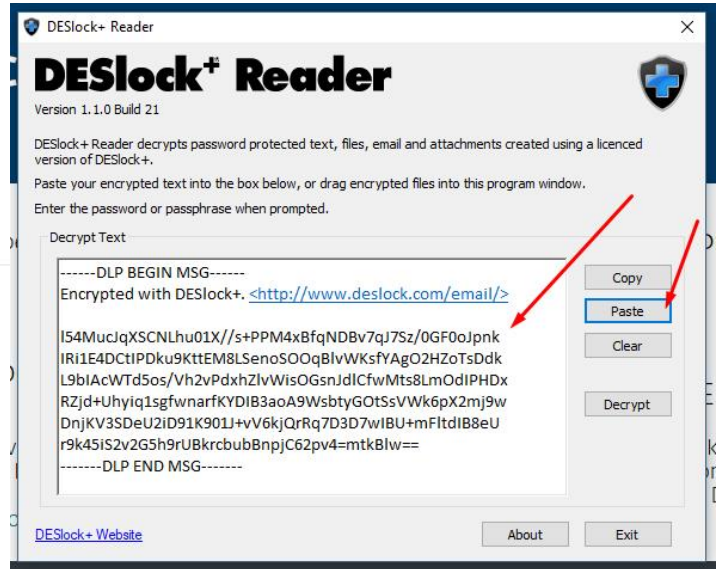 DESlock+ Reader
DESlock+ Reader
Version 1.1.0 Build 21
DESlock+ Reader decrypts password protected text, files, email and attachments created using a licenced
version of DESlock+.
Paste your encrypted text into the box below, or drag encrypted files into this program window.
Enter the password or passphrase when prompted.
Decrypt Text
------DLP BEGIN MSG------
Encrypted with DESlock+. <http://www.deslock.com/email/>
l54MucJqXSCNLhu01X//s+PPM4xBfqNDBv7qJ7Sz/0GF0oJpnk
IRi1E4DCtIPDku9KttEM8LSenoSOOqBlvWKsfYAgO2HZoTsDdk
L9bIAcWTd5os/Vh2vPdxhZlvWisOGsnJdlCfwMts8LmOdIPHDx
RZjd+Uhyiq1sgfwnarfKYDIB3aoA9WsbtyGOtSsVWk6pX2mj9w
DnjKV3SDeU2iD91K901J+vV6kjQrRq7D3D7wIBU+mFltdIB8eU
r9k45iS2v2G5h9rUBkrcbubBnpjC62pv4=mtkBlw==
-------DLP END MSG-------
Copy
Paste
Clear
Decrypt
DESlock+ Website
About
Exit